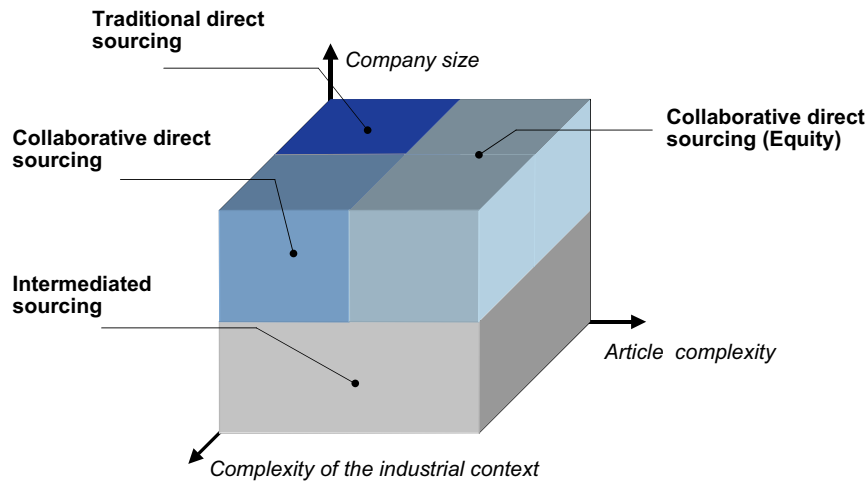 Traditional direct
sourcing
Company size
Collaborative direct
sourcing (Equity)
Collaborative direct
sourcing
Intermediated
sourcing
Article complexity
Complexity of the industrial context